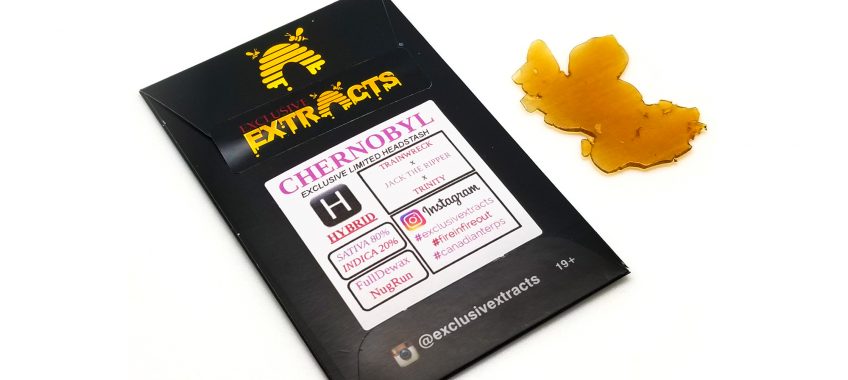 EXCLUSIVE
EXTRACTS
CHERNOBYL
EXCLUSIVE LIMITED HEADSTASH
H
HYBRID
SATIVA 80%
INDICA 20%
FullDewax
NugRun
TRAINWRECK
x
JACK THE RIPPER
x
TRINITY
Instagram
#exclusivextracts
#fireinfireout
#canadianterps
@exclusivextracts
19+